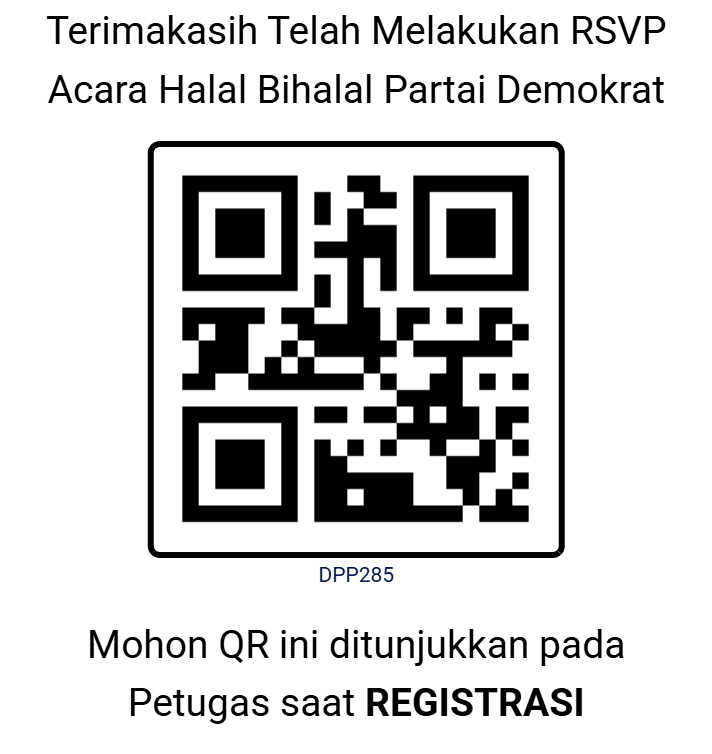 Terimakasih Telah Melakukan RSVP
Acara Halal Bihalal Partai Demokrat
DPP285
Mohon QR ini ditunjukkan pada
Petugas saat REGISTRASI